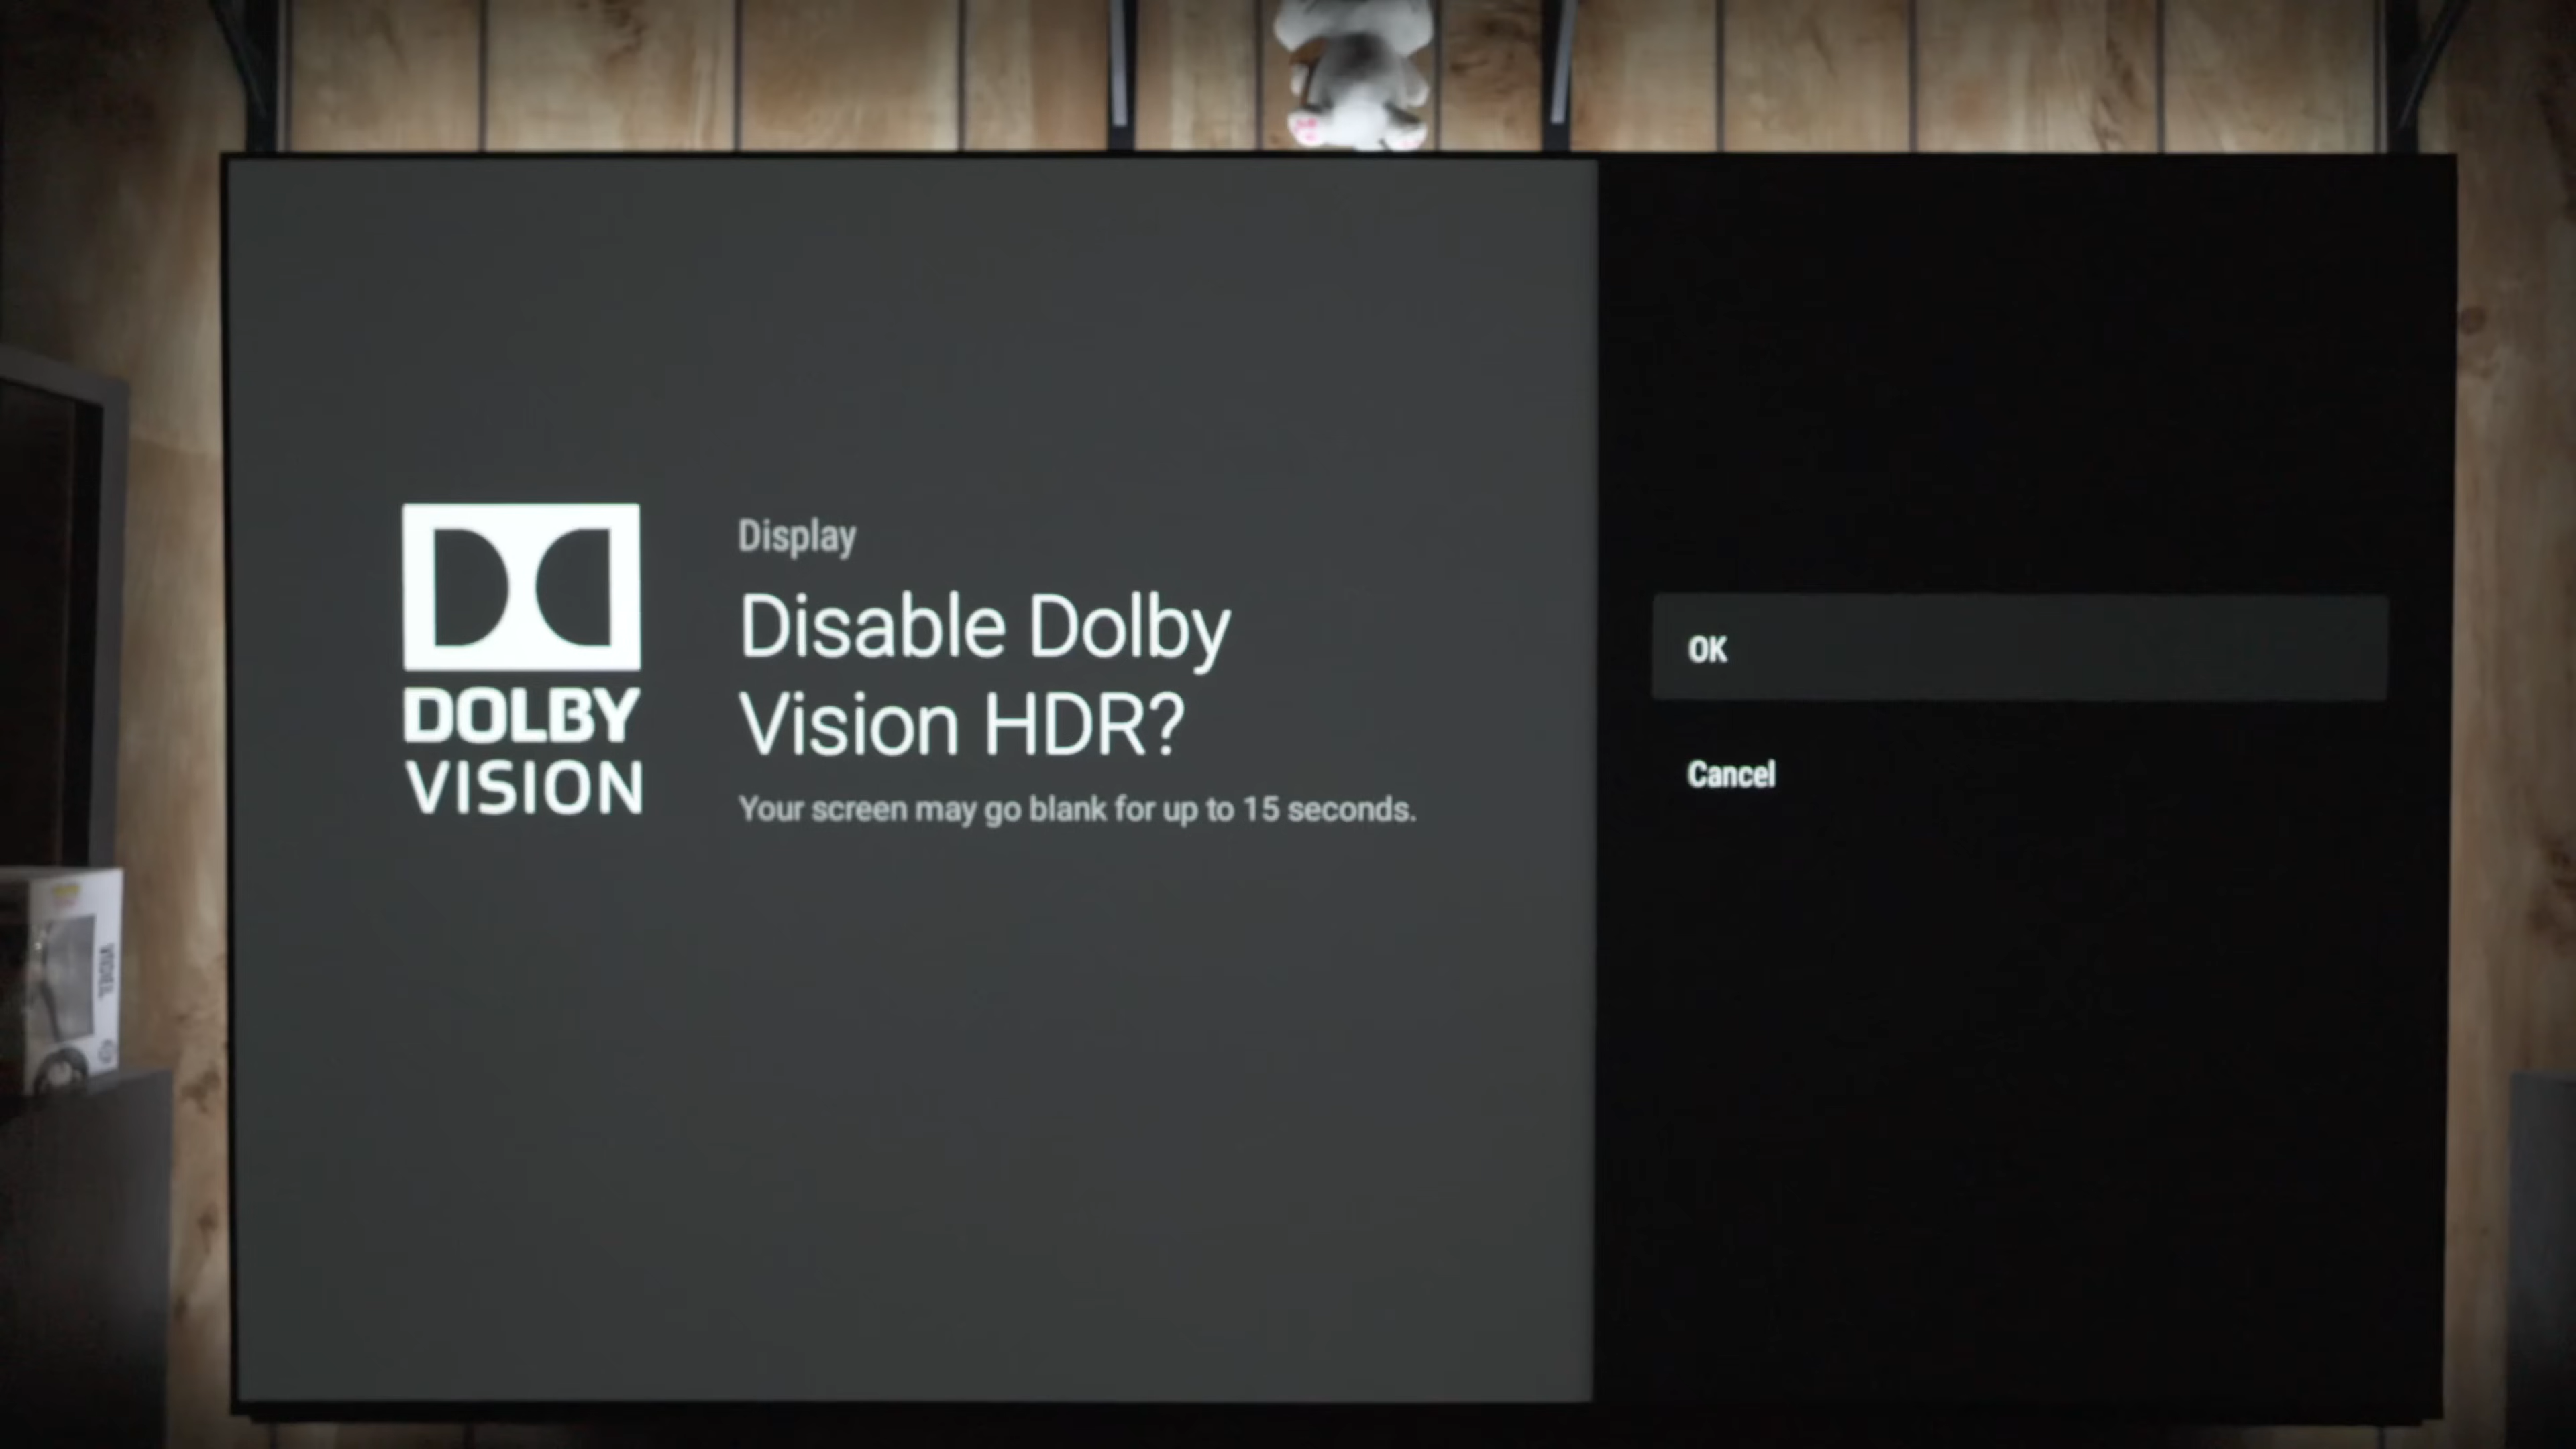 DOLBY
VISION
Display
Disable Dolby
Vision HDR?
Your screen may go blank for up to 15 seconds.
OK
Cancel